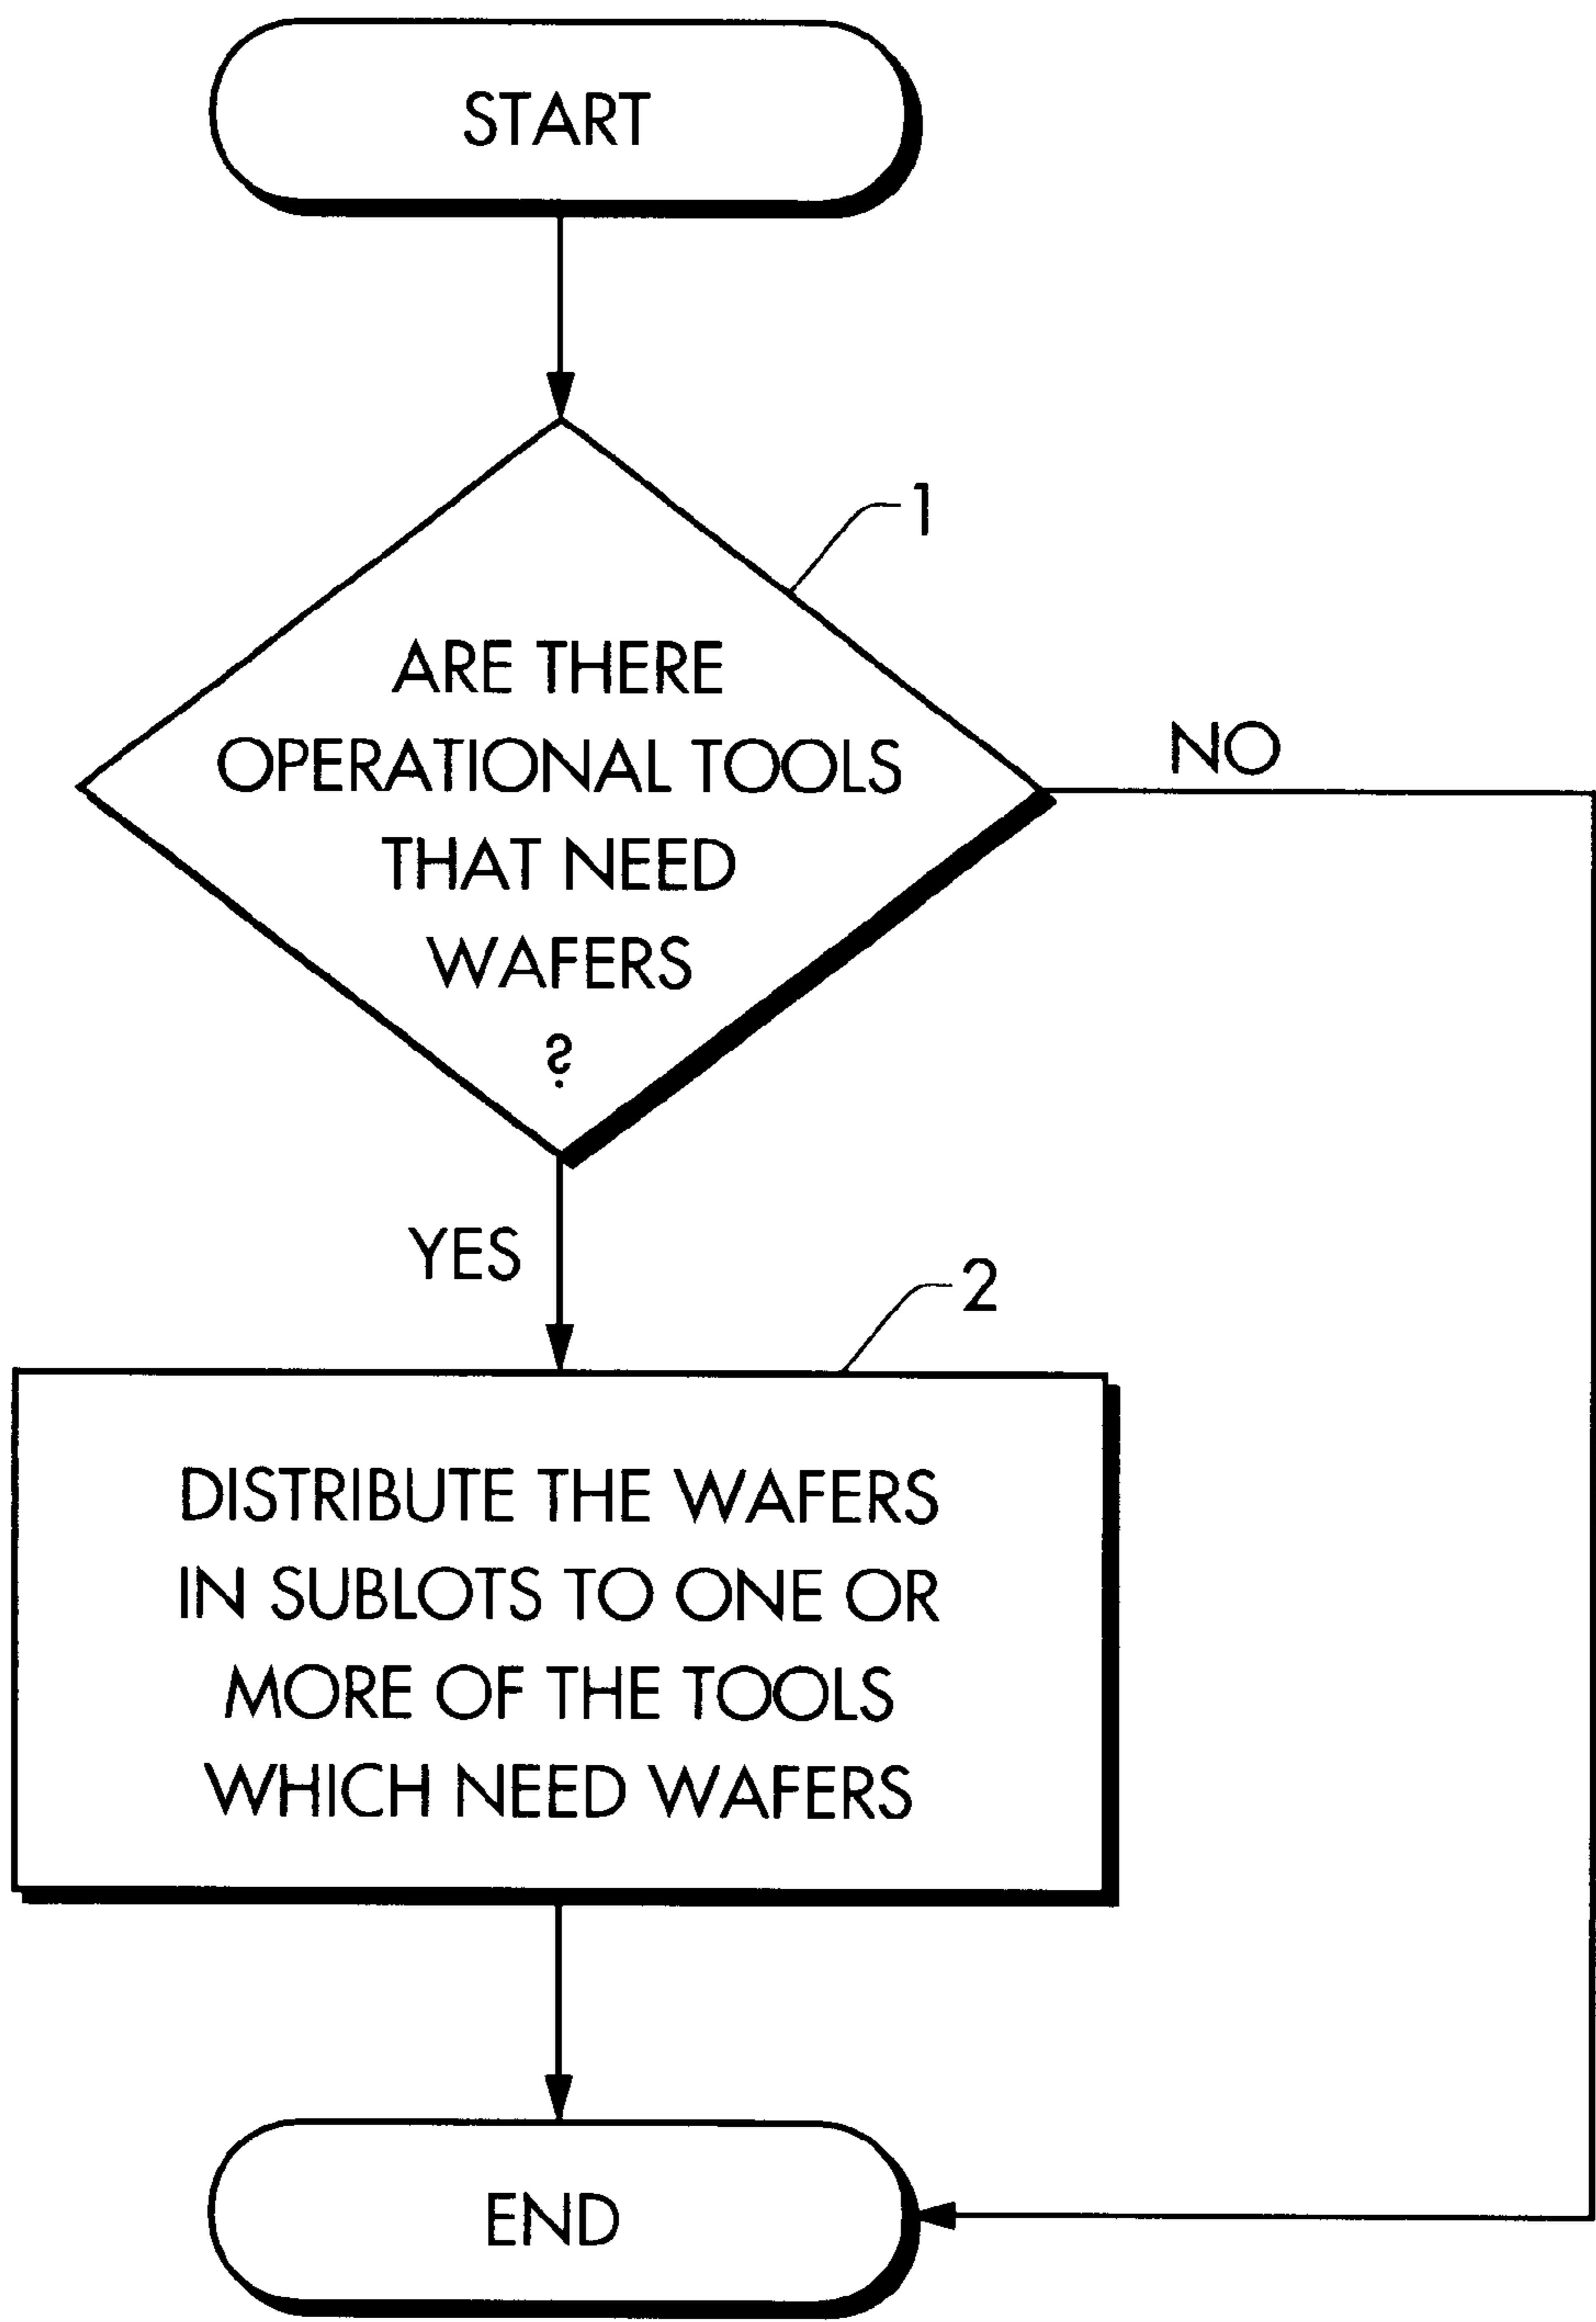 START
1
ARE THERE
OPERATIONAL TOOLS
THAT NEED
WAFERS
?
NO
YES
2
DISTRIBUTE THE WAFERS
IN SUBLOTS TO ONE OR
MORE OF THE TOOLS
WHICH NEED WAFERS
END